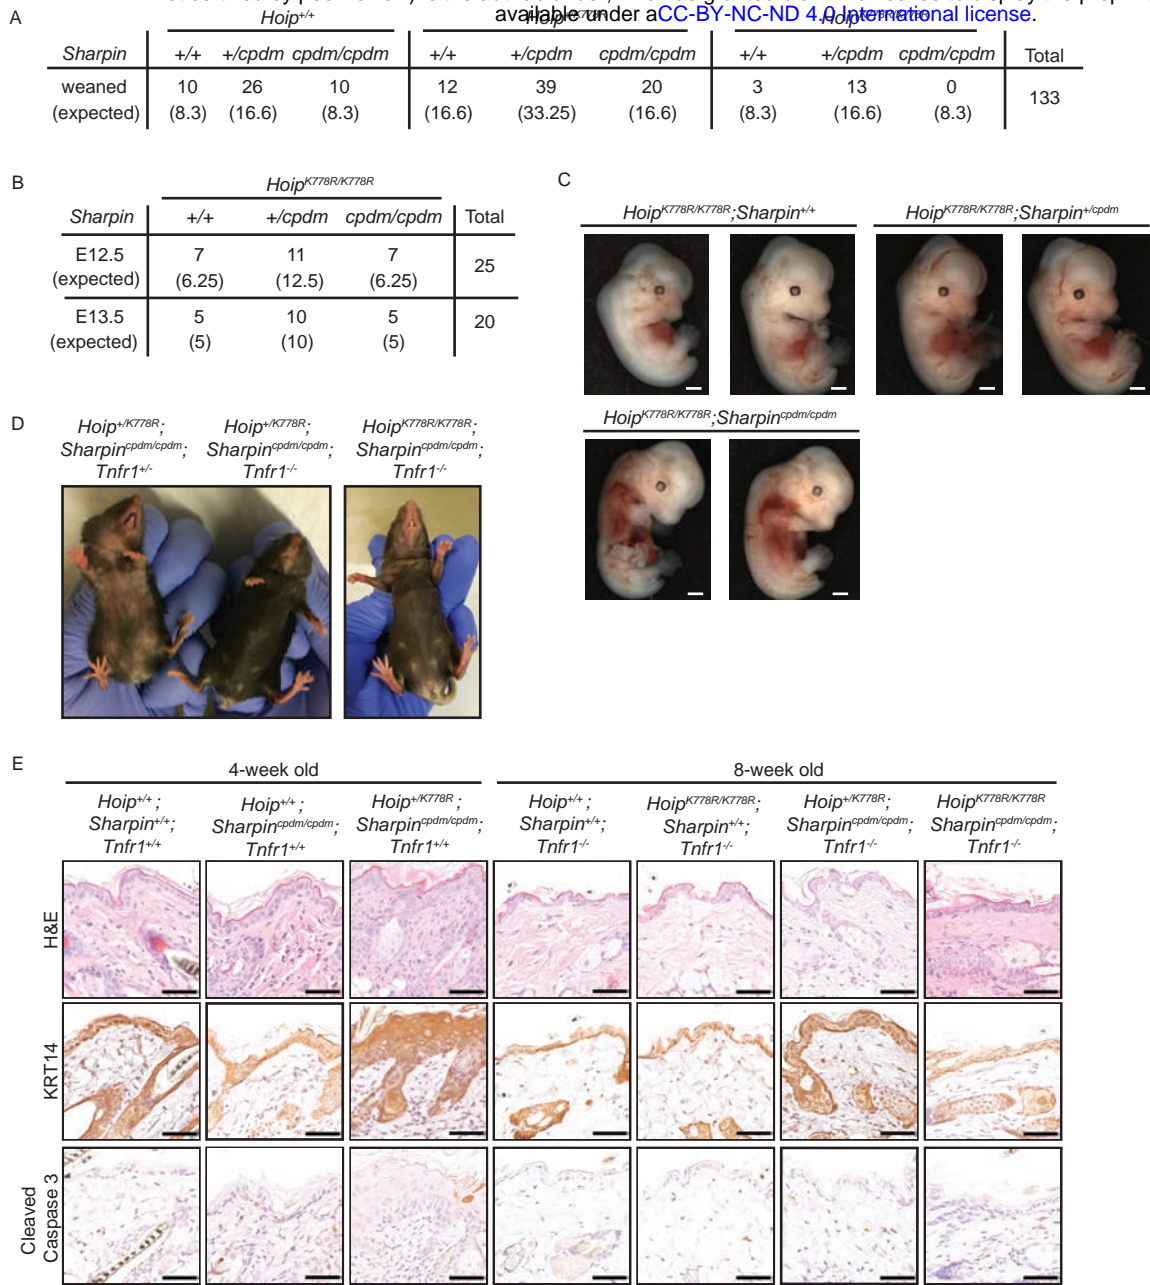 available under aCC-BY-NC-ND 4.0 International license.
A
Hoip+/+
Sharpin +/+ +/cpdm cpdm/cpdm +/+ +/cpdm cpdm/cpdm +/+ +/cpdm cpdm/cpdm Total
weaned 10 26 10 12 39 20 3 13 0 133
(expected) (8.3) (16.6) (8.3) (16.6) (33.25) (16.6) (8.3) (16.6) (8.3)
B
HoipK778R/K778R
Sharpin +/+ +/cpdm cpdm/cpdm Total
E12.5 7 11 7 25
(expected) (6.25) (12.5) (6.25)
E13.5 5 10 5 20
(expected) (5) (10) (5)
C
HoipK778R/K778R;Sharpin+/+ HoipK778R/K778R;Sharpin+/cpdm
HoipK778R/K778R;Sharpincpdm/cpdm
D
Hoip+/K778R; Hoip+/K778R; HoipK778R/K778R;
Sharpincpdm/cpdm; Sharpincpdm/cpdm; Sharpincpdm/cpdm;
Tnfr1+/- Tnfr1-/- Tnfr1-/-
E
4-week old 8-week old
Hoip+/+ ; Hoip+/+ ; Hoip+/K778R ; Hoip+/+ ; HoipK778R/K778R; Hoip+/K778R ; HoipK778R/K778R
Sharpin+/+; Sharpincpdm/cpdm; Sharpincpdm/cpdm; Sharpin+/+; Sharpin+/+; Sharpincpdm/cpdm; Sharpincpdm/cpdm;
Tnfr1+/+ Tnfr1+/+ Tnfr1+/+ Tnfr1-/- Tnfr1-/- Tnfr1-/- Tnfr1-/-
H&E
KRT14
Cleaved
Caspase 3